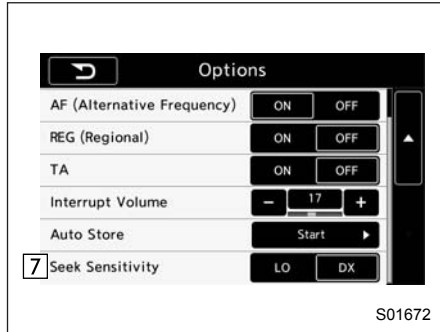 Options
AF (Alternative Frequency) ON OFF
REG (Regional) ON OFF
TA ON OFF
Interrupt Volume - 17 +
Auto Store Start
7 Seek Sensitivity LO DX
S01672